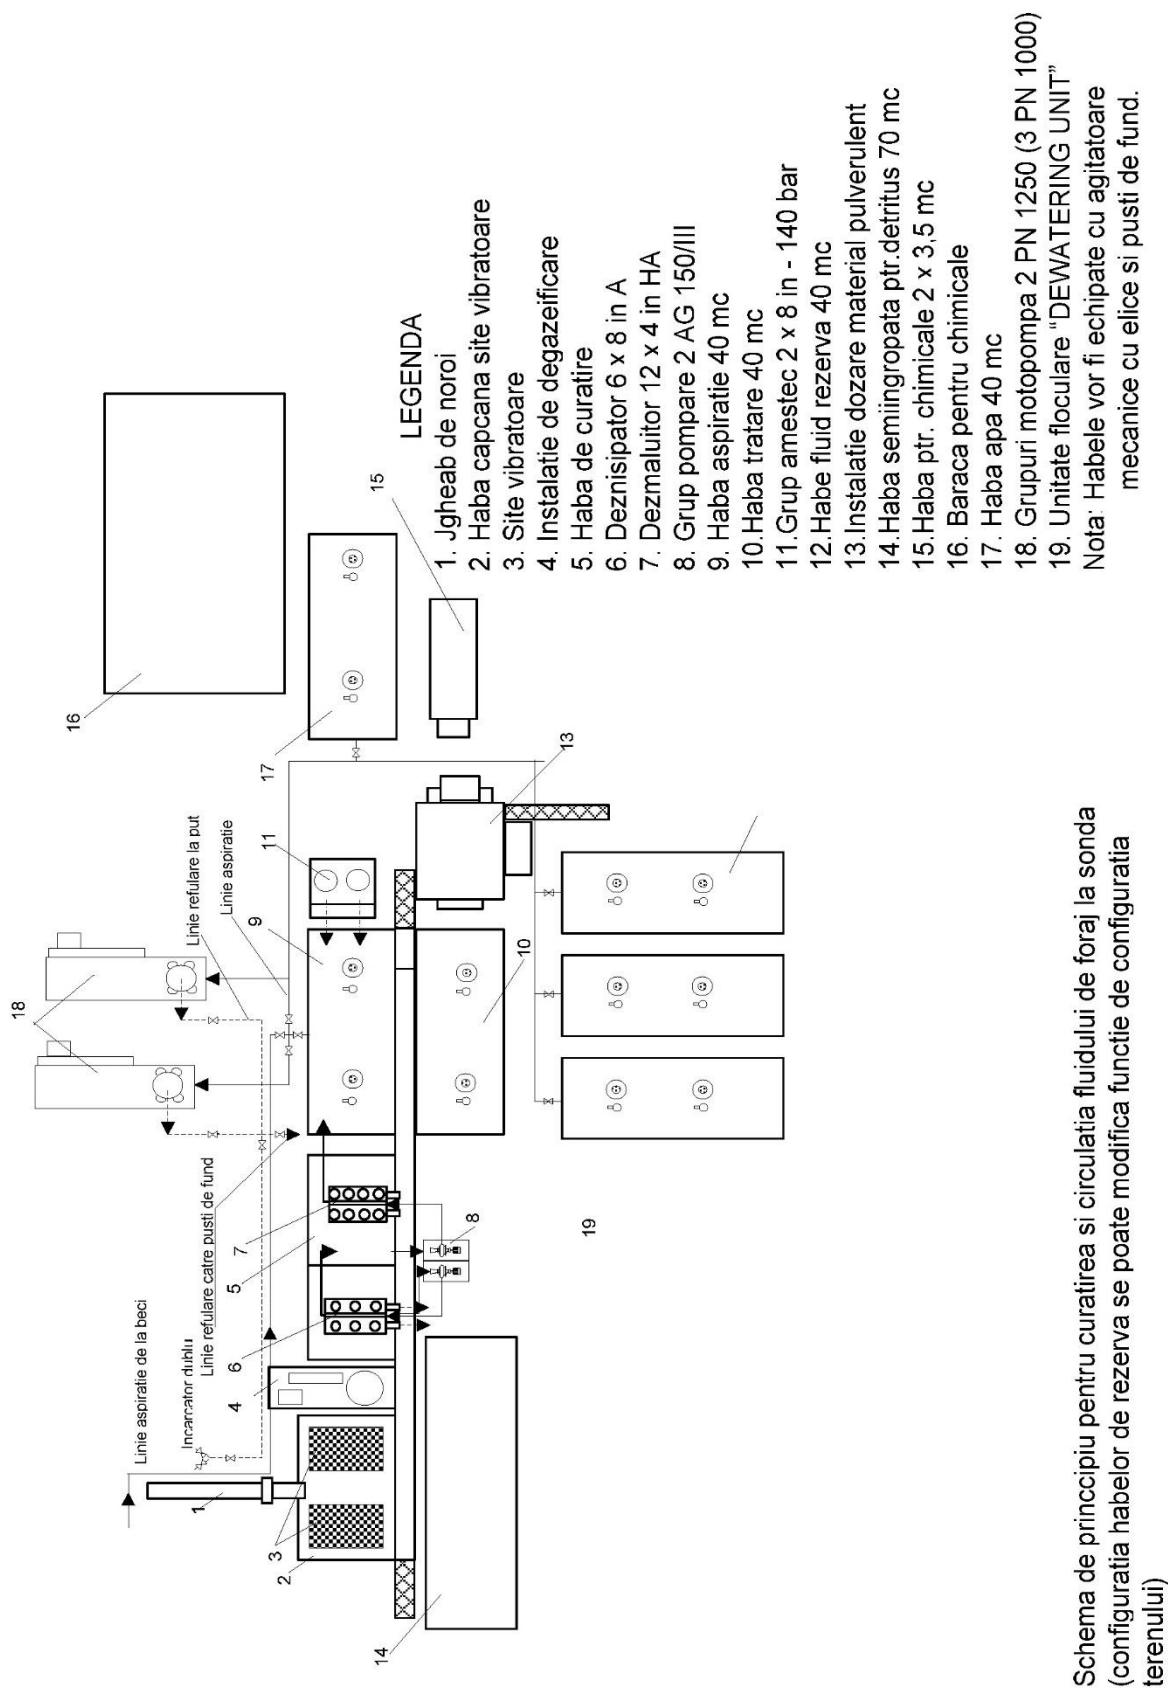 16
17
15
18
Linie refulare la put
Linie aspiratie
9
11
13
10
Linie aspiratie de la beci
Incarcator dublu
Linie refulare catre pusti de fund
1
2
3
4
6
5
7
8
19
14
LEGENDA
1. Jgheab de noroi
2. Haba capcana site vibratoare
3. Site vibratoare
4. Instalatie de degazeificare
5. Haba de curatire
6. Deznisipator 6 x 8 in A
7. Dezmaluitor 12 x 4 in HA
8. Grup pompare 2 AG 150/III
9. Haba aspiratie 40 mc
10.Haba tratare 40 mc
11.Grup amestec 2 x 8 in - 140 bar
12.Habe fluid rezerva 40 mc
13.Instalatie dozare material pulverulent
14.Haba semiingropata ptr.detritus 70 mc
15.Haba ptr. chimicale 2 x 3,5 mc
16. Baraca pentru chimicale
17. Haba apa 40 mc
18. Grupuri motopompa 2 PN 1250 (3 PN 1000)
19. Unitate floculare “DEWATERING UNIT”
Nota: Habele vor fi echipate cu agitatoare
mecanice cu elice si pusti de fund.
Schema de princcipiu pentru curatirea si circulatia fluidului de foraj la sonda
(configuratia habelor de rezerva se poate modifica functie de configuratia
terenului)